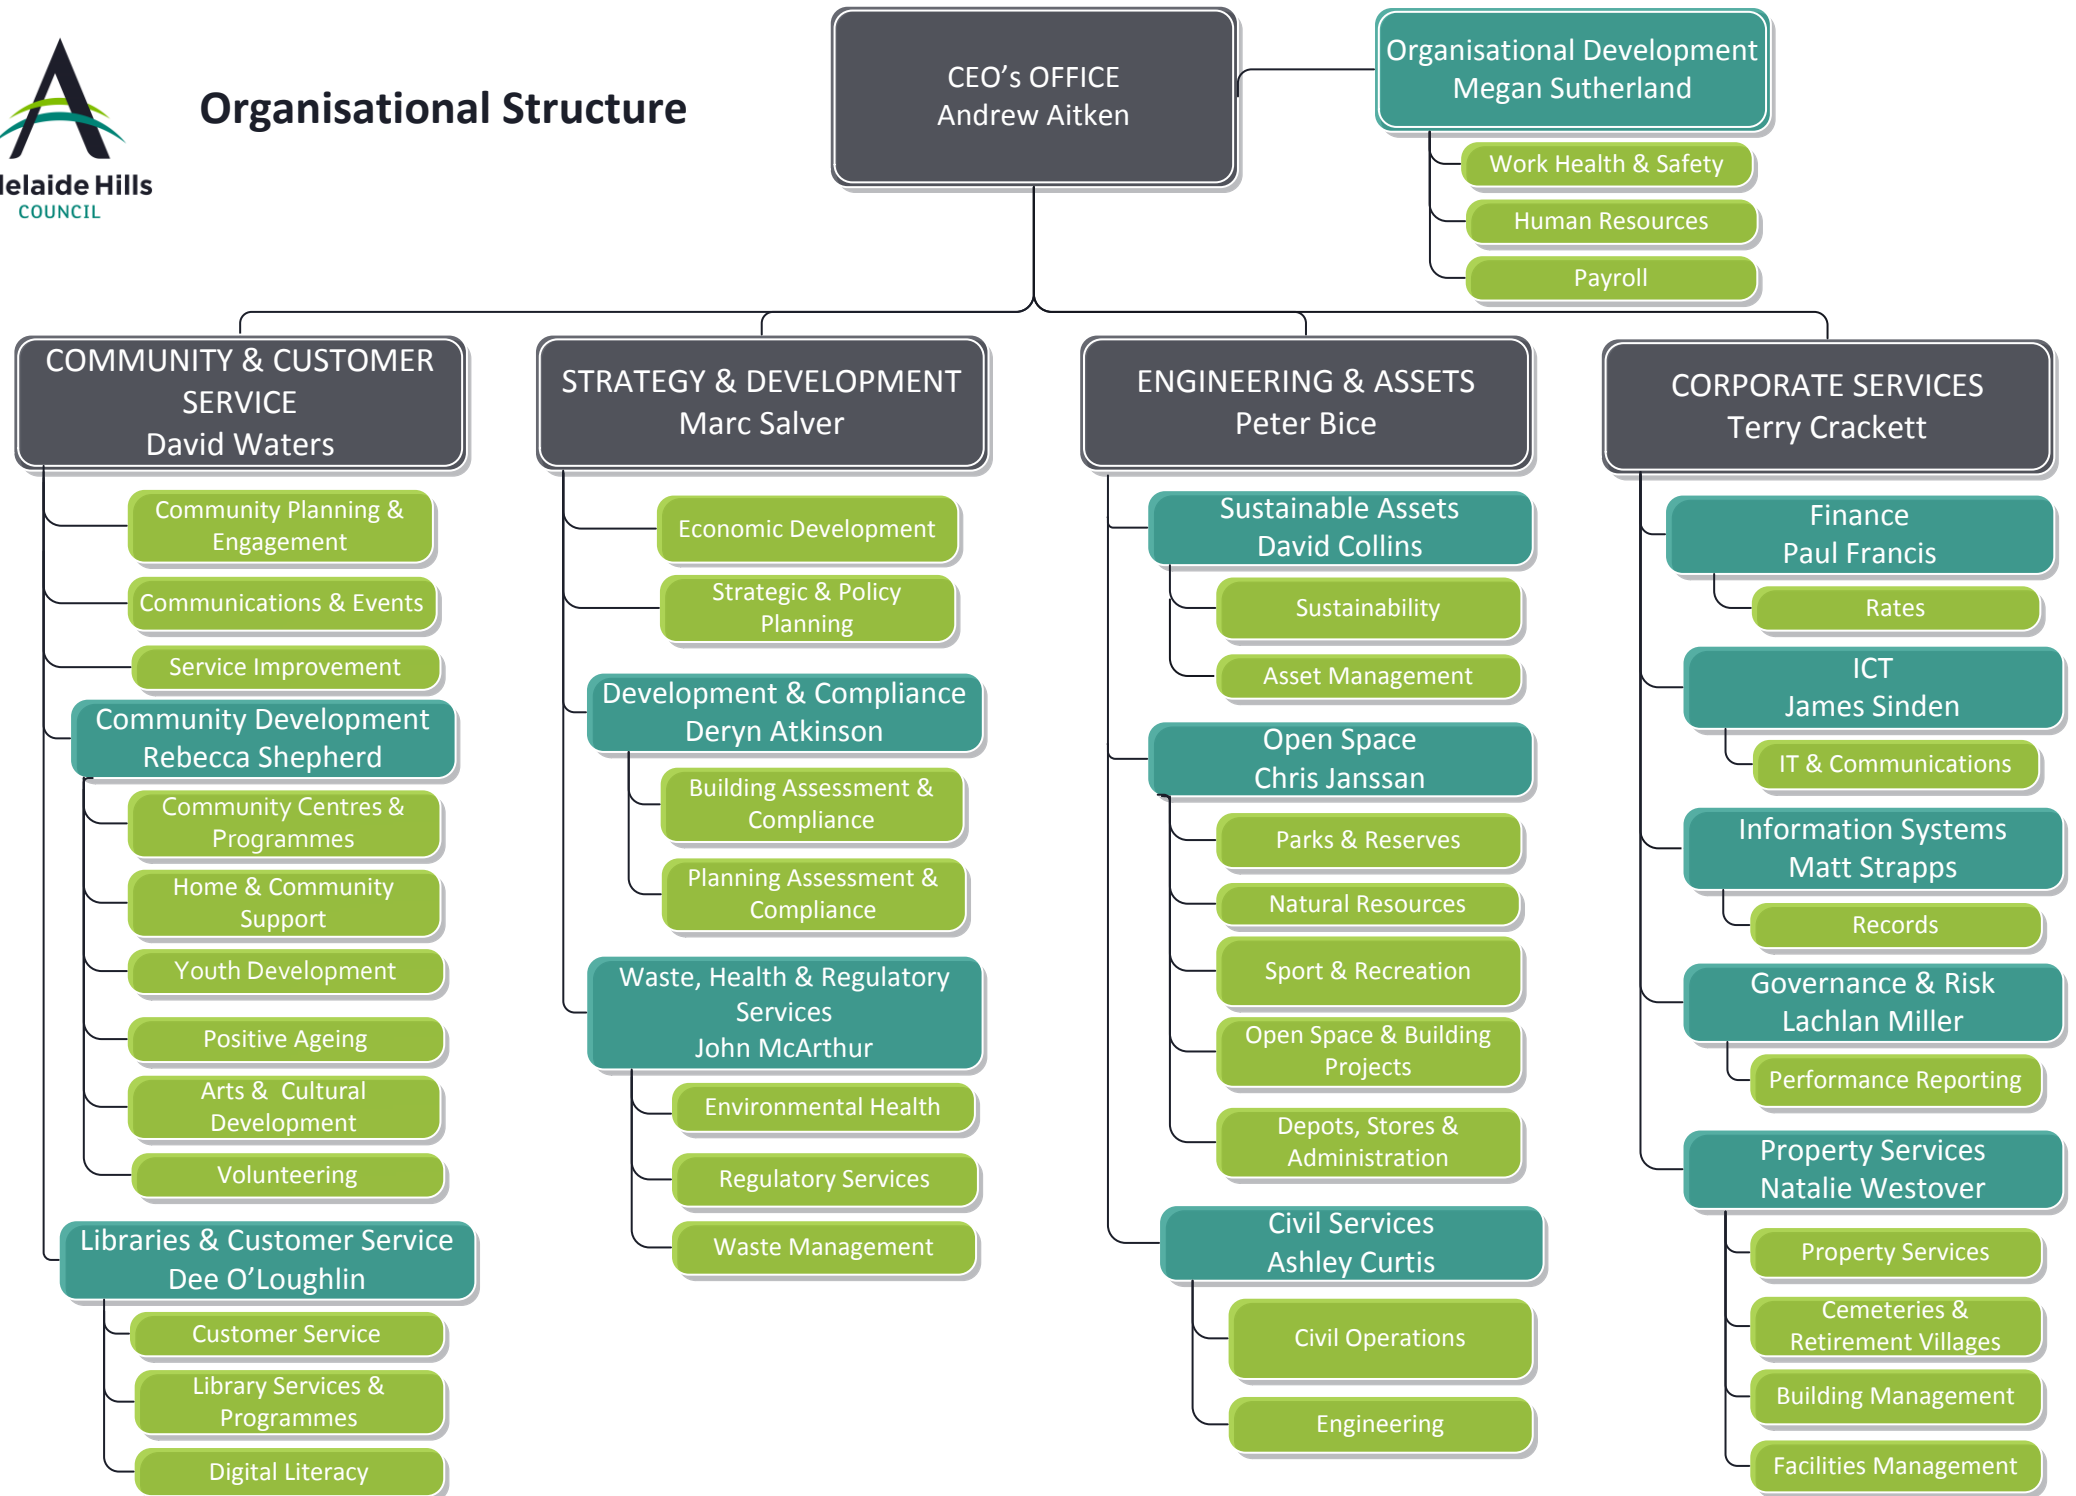 Organisational Structure
delaide Hills
COUNCIL
CEO's OFFICE
Andrew Aitken
Organisational Development
Megan Sutherland
Work Health & Safety
Human Resources
Payroll
COMMUNITY & CUSTOMER
SERVICE
David Waters
Community Planning &
Engagement
Communications & Events
Service Improvement
Community Development
Rebecca Shepherd
Community Centres &
Programmes
Home & Community
Support
Youth Development
Positive Ageing
Arts & Cultural
Development
Volunteering
Libraries & Customer Service
Dee O'Loughlin
Customer Service
Library Services &
Programmes
Digital Literacy
STRATEGY & DEVELOPMENT
Marc Salver
Economic Development
Strategic & Policy
Planning
Development & Compliance
Deryn Atkinson
Building Assessment &
Compliance
Planning Assessment &
Compliance
Waste, Health & Regulatory
Services
John McArthur
Environmental Health
Regulatory Services
Waste Management
ENGINEERING & ASSETS
Peter Bice
Sustainable Assets
David Collins
Sustainability
Asset Management
Open Space
Chris Janssan
Parks & Reserves
Natural Resources
Sport & Recreation
Open Space & Building
Projects
Depots, Stores &
Administration
Civil Services
Ashley Curtis
Civil Operations
Engineering
CORPORATE SERVICES
Terry Crackett
Finance
Paul Francis
Rates
ICT
James Sinden
IT & Communications
Information Systems
Matt Strapps
Records
Governance & Risk
Lachlan Miller
Performance Reporting
Property Services
Natalie Westover
Property Services
Cemeteries &
Retirement Villages
Building Management
Facilities Management